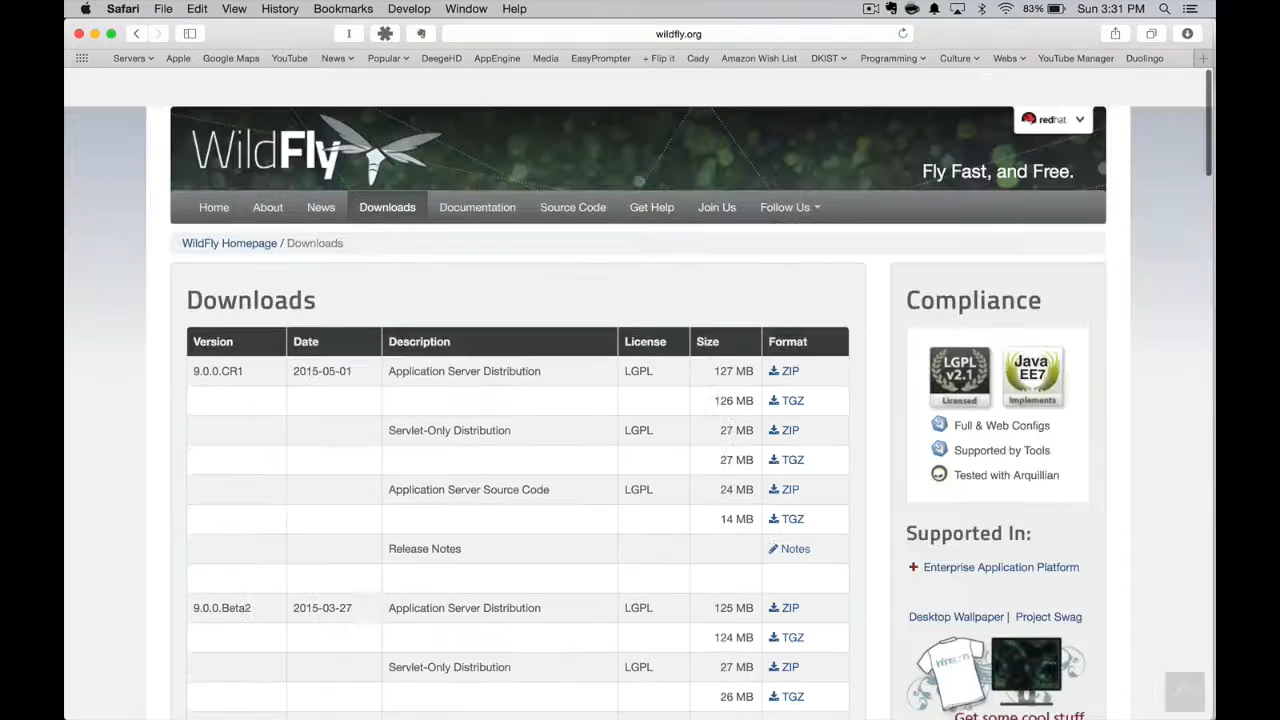 Safari File Edit View History Bookmarks Develop Window Help 83% Sun 3:31 PM
wildfly.org
Servers Apple Google Maps YouTube News Popular DeegeHD AppEngine Media EasyPrompter + Flip it Cady Amazon Wish List DKIST Programming Culture Webs YouTube Manager Duolingo
WildFly
redhat
Fly Fast, and Free.
Home About News Downloads Documentation Source Code Get Help Join Us Follow Us
WildFly Homepage / Downloads
Downloads
Version Date Description License Size Format
9.0.0.CR1 2015-05-01 Application Server Distribution LGPL 127 MB ZIP
126 MB TGZ
Servlet-Only Distribution LGPL 27 MB ZIP
27 MB TGZ
Application Server Source Code LGPL 24 MB ZIP
14 MB TGZ
Release Notes Notes
9.0.0.Beta2 2015-03-27 Application Server Distribution LGPL 125 MB ZIP
124 MB TGZ
Servlet-Only Distribution LGPL 27 MB ZIP
26 MB TGZ
Compliance
LGPL v2.1 Licensed
Java EE7 Implements
Full & Web Configs
Supported by Tools
Tested with Arquillian
Supported In:
Enterprise Application Platform
Desktop Wallpaper | Project Swag
Infinispan
Get some cool stuff